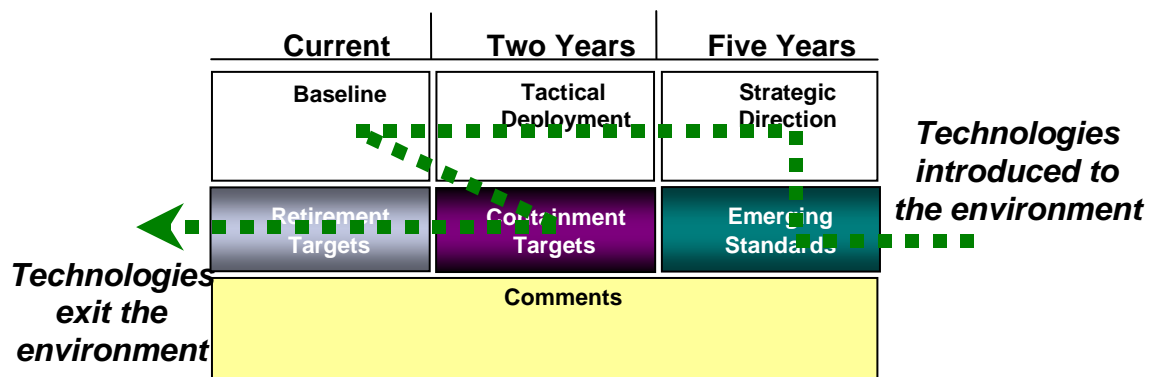 Current
Two Years
Five Years
Baseline
Tactical
Deployment
Strategic
Direction
Technologies
introduced to
the environment
Retirement
Targets
Containment
Targets
Emerging
Standards
Technologies
exit the
environment
Comments